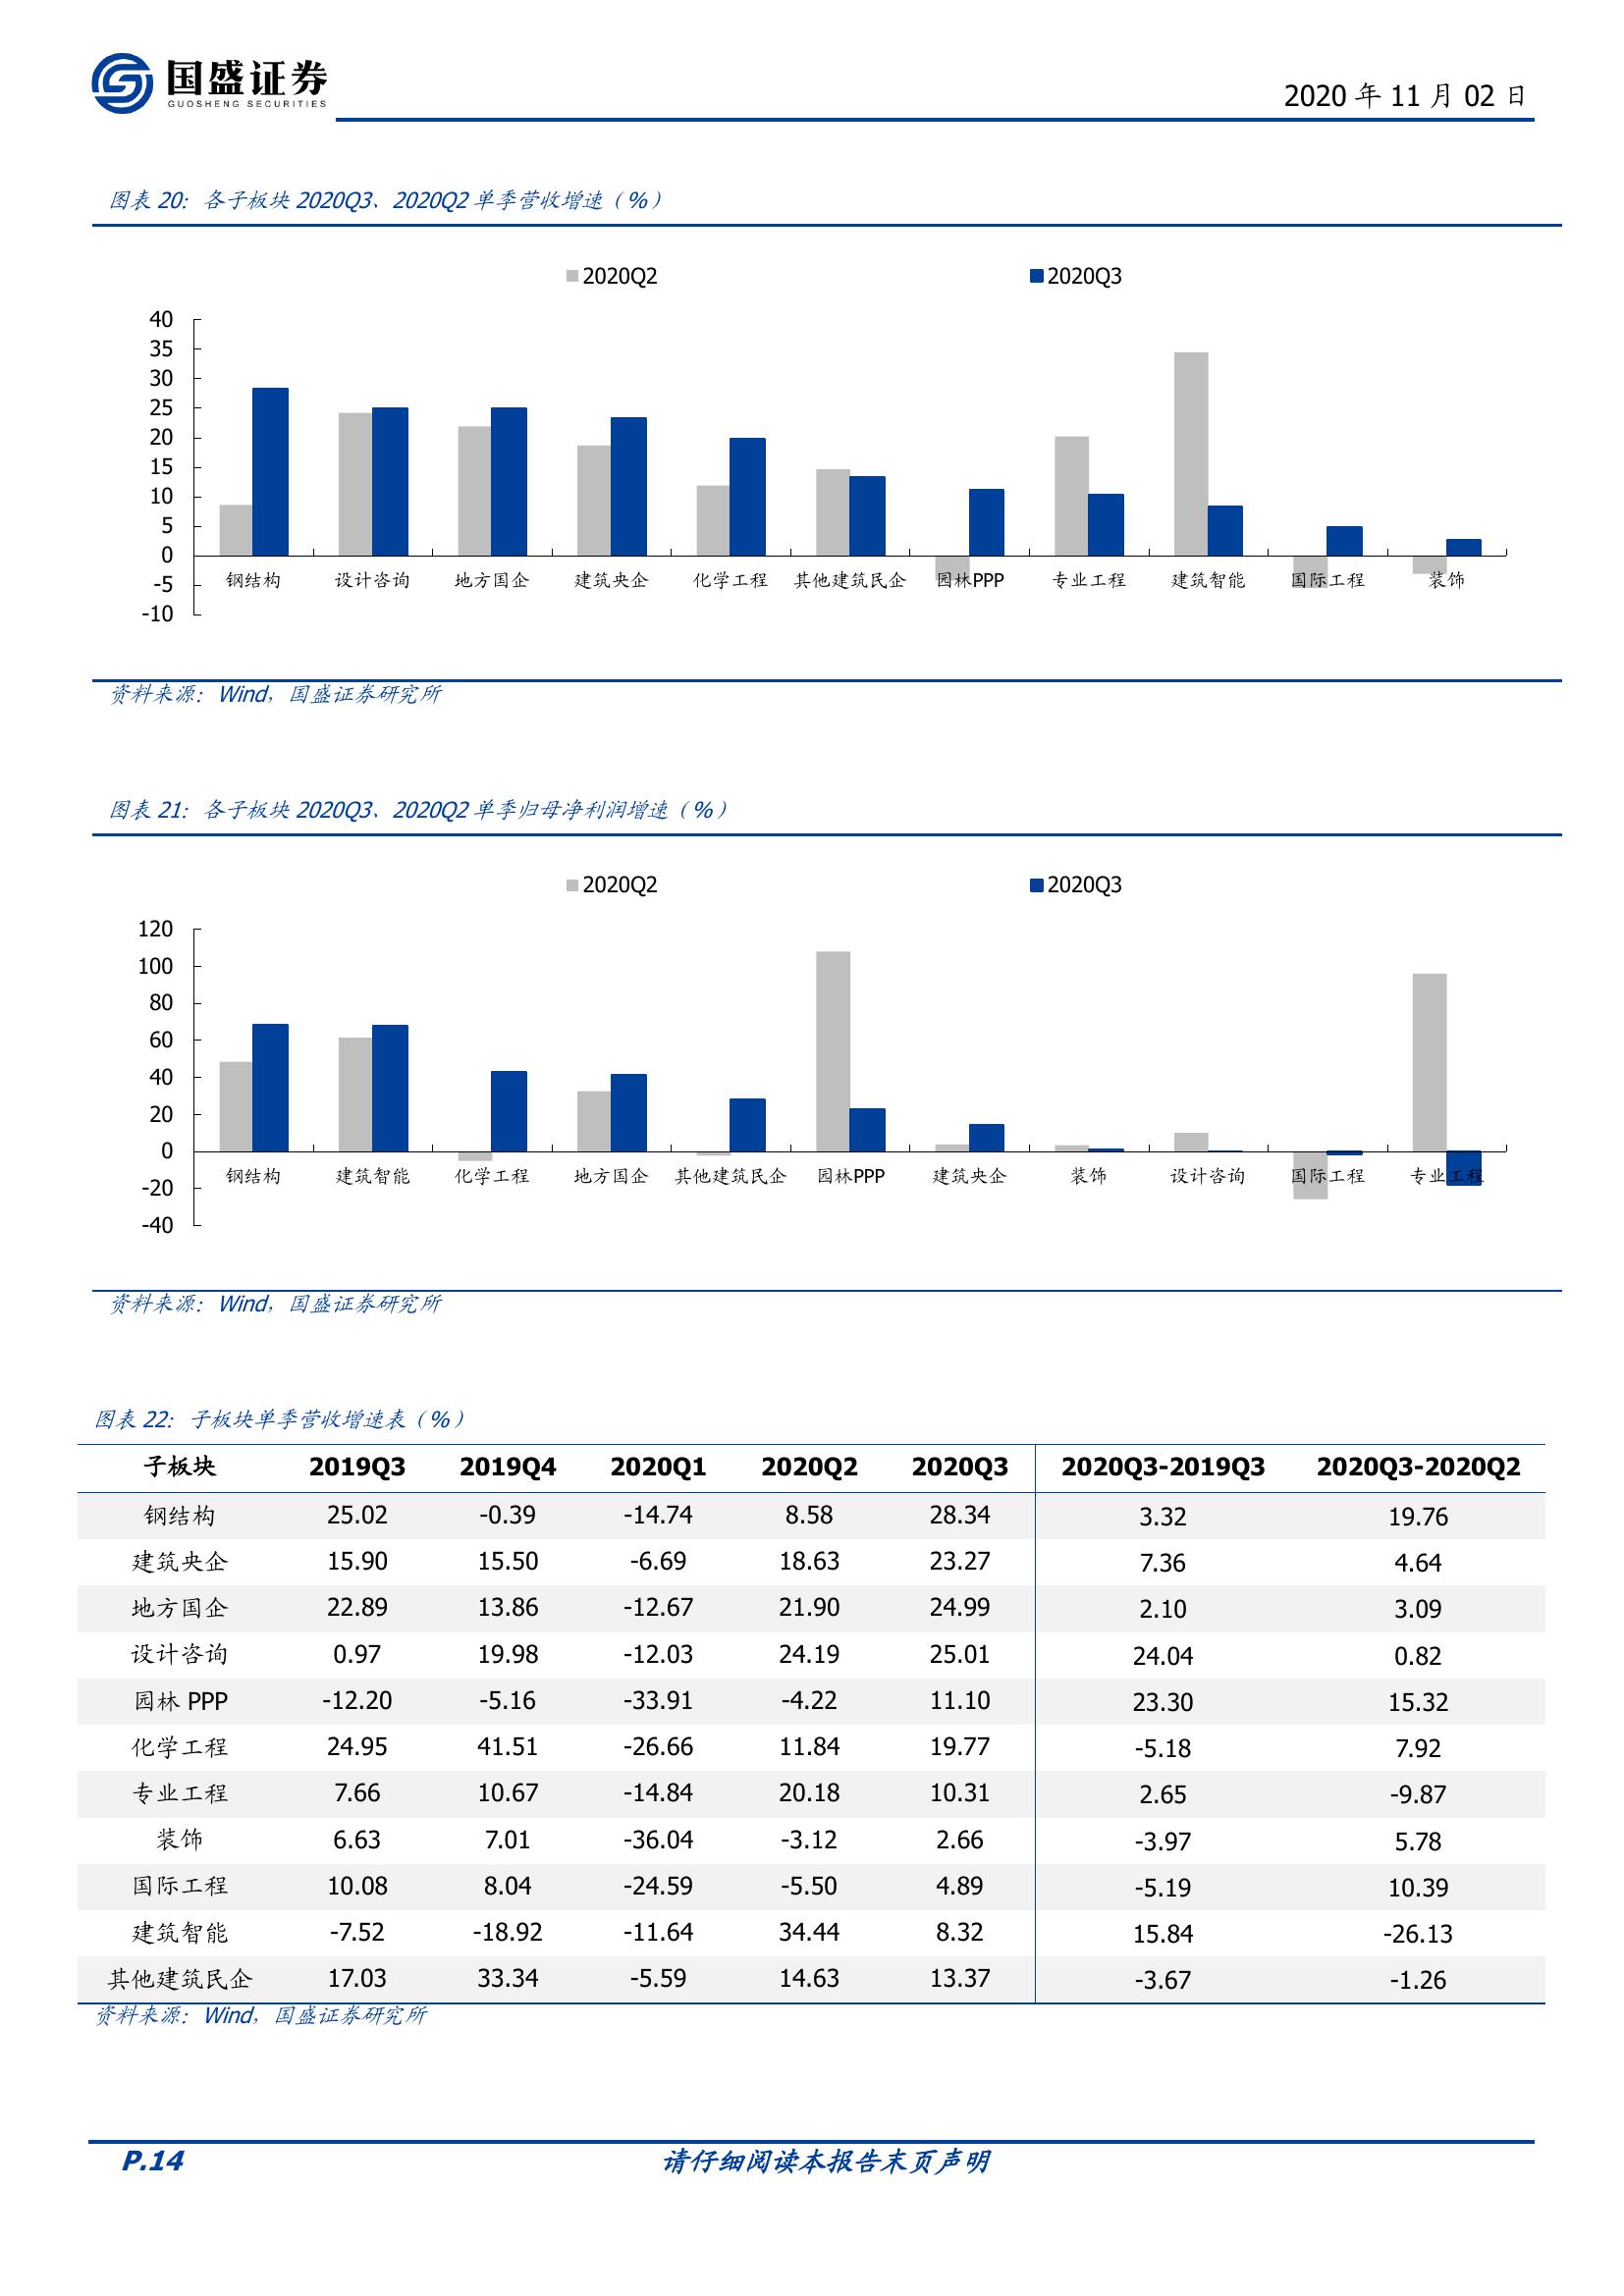 国盛证券
GUOSHENG SECURITIES
2020 年 11 月 02 日
图表 20：各子板块 2020Q3、2020Q2 单季营收增速（%）
2020Q2 2020Q3
40
35
30
25
20
15
10
5
0
-5
-10
钢结构 设计咨询 地方国企 建筑央企 化学工程 其他建筑民企 园林PPP 专业工程 建筑智能 国际工程 装饰
资料来源：Wind，国盛证券研究所
图表 21：各子板块 2020Q3、2020Q2 单季归母净利润增速（%）
2020Q2 2020Q3
120
100
80
60
40
20
0
-20
-40
钢结构 建筑智能 化学工程 地方国企 其他建筑民企 园林PPP 建筑央企 装饰 设计咨询 国际工程 专业工程
资料来源：Wind，国盛证券研究所
图表 22：子板块单季营收增速表（%）
子板块 2019Q3 2019Q4 2020Q1 2020Q2 2020Q3 2020Q3-2019Q3 2020Q3-2020Q2
钢结构 25.02 -0.39 -14.74 8.58 28.34 3.32 19.76
建筑央企 15.90 15.50 -6.69 18.63 23.27 7.36 4.64
地方国企 22.89 13.86 -12.67 21.90 24.99 2.10 3.09
设计咨询 0.97 19.98 -12.03 24.19 25.01 24.04 0.82
园林 PPP -12.20 -5.16 -33.91 -4.22 11.10 23.30 15.32
化学工程 24.95 41.51 -26.66 11.84 19.77 -5.18 7.92
专业工程 7.66 10.67 -14.84 20.18 10.31 2.65 -9.87
装饰 6.63 7.01 -36.04 -3.12 2.66 -3.97 5.78
国际工程 10.08 8.04 -24.59 -5.50 4.89 -5.19 10.39
建筑智能 -7.52 -18.92 -11.64 34.44 8.32 15.84 -26.13
其他建筑民企 17.03 33.34 -5.59 14.63 13.37 -3.67 -1.26
资料来源：Wind，国盛证券研究所
P.14 请仔细阅读本报告末页声明